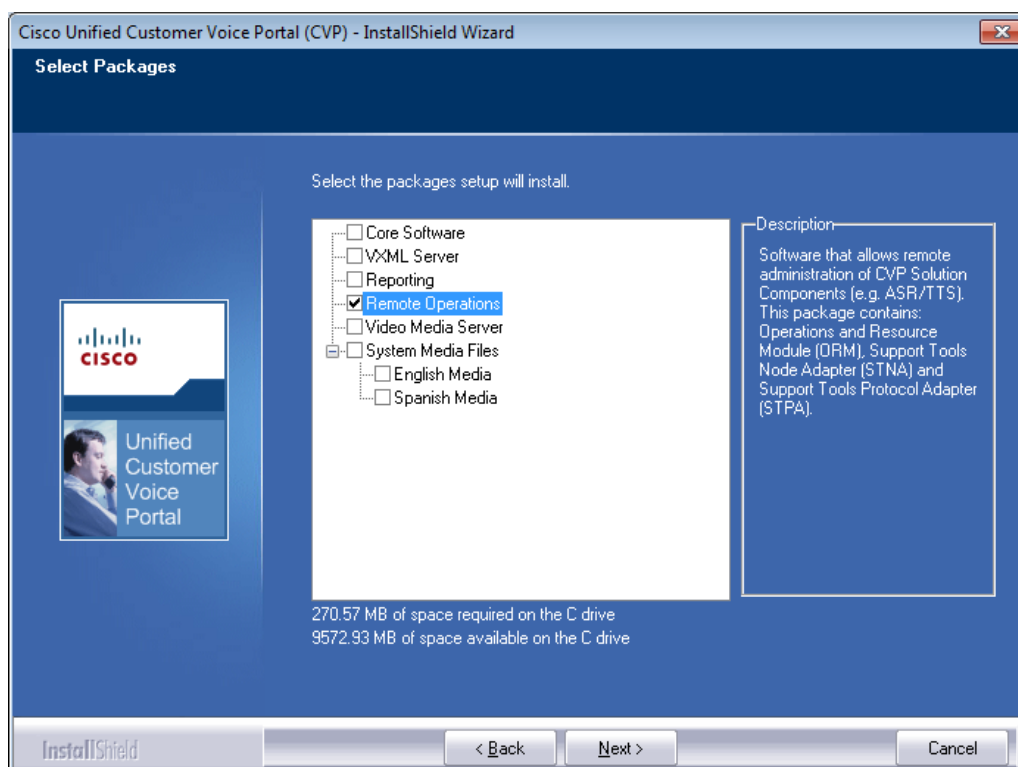 Cisco Unified Customer Voice Portal (CVP) - InstallShield Wizard
Select Packages
Select the packages setup will install.
Core Software
VXML Server
Reporting
Remote Operations
Video Media Server
System Media Files
English Media
Spanish Media
Description
Software that allows remote
administration of CVP Solution
Components (e.g. ASR/TTS).
This package contains:
Operations and Resource
Module (ORM), Support Tools
Node Adapter (STNA) and
Support Tools Protocol Adapter
(STPA).
CISCO
Unified
Customer
Voice
Portal
270.57 MB of space required on the C drive
9572.93 MB of space available on the C drive
InstallShield
< Back
Next >
Cancel